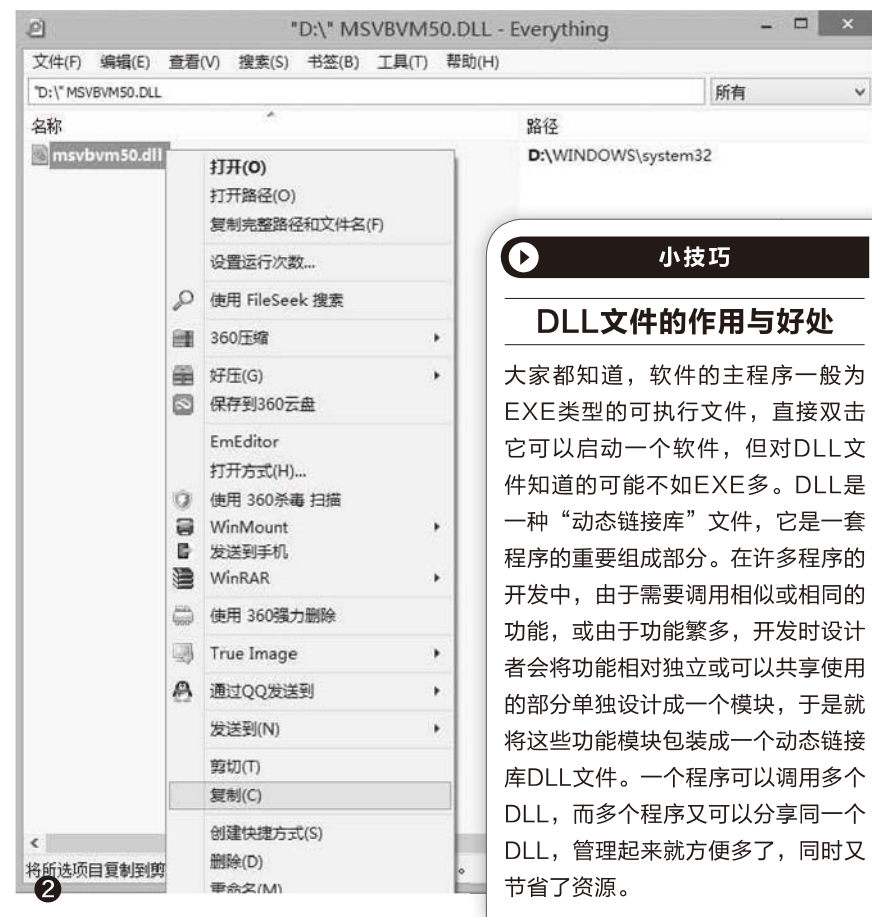 "D:\" MSVBVM50.DLL - Everything
文件(F) 编辑(E) 查看(V) 搜索(S) 书签(B) 工具(T) 帮助(H)
"D:\" MSVBVM50.DLL
所有
名称
路径
msvbvm50.dll
D:\WINDOWS\system32
打开(O)
打开路径(O)
复制完整路径和文件名(F)
设置运行次数...
使用 FileSeek 搜索
360压缩
好压(G)
保存到360云盘
EmEditor
打开方式(H)...
使用 360杀毒 扫描
WinMount
发送到手机
WinRAR
使用 360强力删除
True Image
通过QQ发送到
发送到(N)
剪切(T)
复制(C)
创建快捷方式(S)
删除(D)
重命名(M)
将所选项目复制到剪
。
2
小技巧
DLL文件的作用与好处
大家都知道，软件的主程序一般为
EXE类型的可执行文件，直接双击
它可以启动一个软件，但对DLL文
件知道的可能不如EXE多。DLL是
一种“动态链接库”文件，它是一套
程序的重要组成部分。在许多程序的
开发中，由于需要调用相似或相同的
功能，或由于功能繁多，开发时设计
者会将功能相对独立或可以共享使用
的部分单独设计成一个模块，于是就
将这些功能模块包装成一个动态链接
库DLL文件。一个程序可以调用多个
DLL，而多个程序又可以分享同一个
DLL，管理起来就方便多了，同时又
节省了资源。